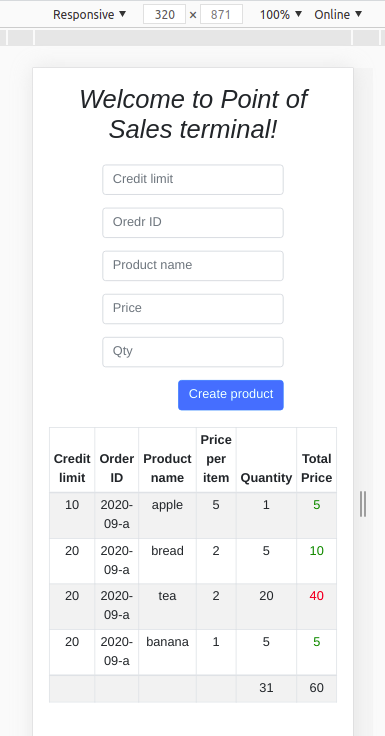 Responsive ▼ 320 × 871 100% ▼ Online ▼
Welcome to Point of
Sales terminal!
Credit limit
Oredr ID
Product name
Price
Qty
Create product
Credit limit Order ID Product name Price per item Quantity Total Price
10 2020-09-a apple 5 1 5
20 2020-09-a bread 2 5 10
20 2020-09-a tea 2 20 40
20 2020-09-a banana 1 5 5
31 60